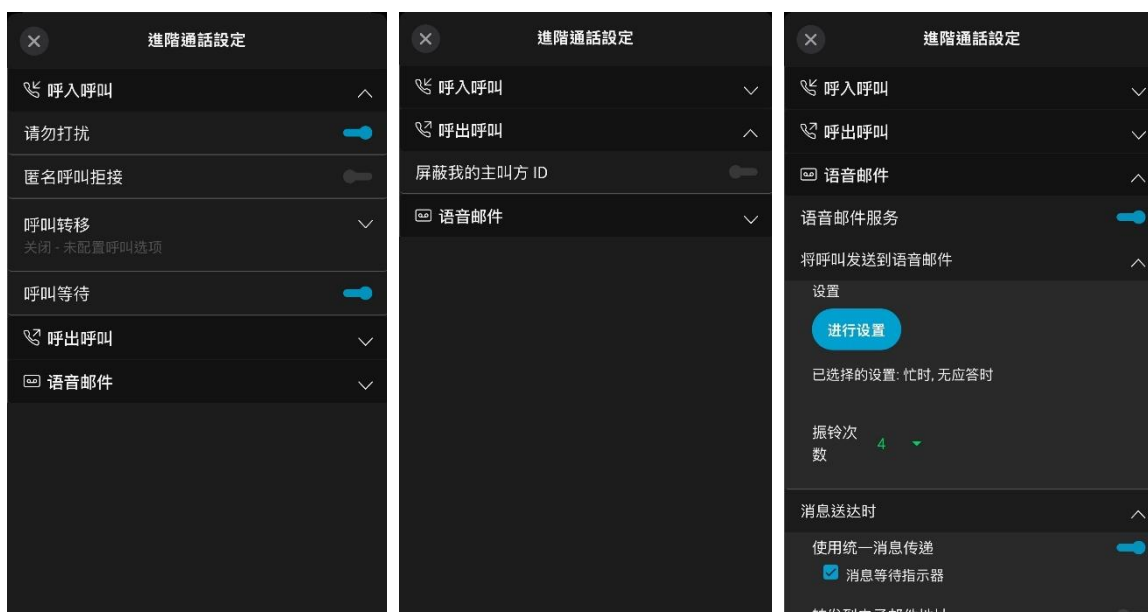 進階通話設定
呼入呼叫
请勿打扰
匿名呼叫拒接
呼叫转移
关闭 - 未配置呼叫选项
呼叫等待
呼出呼叫
语音邮件
進階通話設定
呼入呼叫
呼出呼叫
屏蔽我的主叫方 ID
语音邮件
進階通話設定
呼入呼叫
呼出呼叫
语音邮件
语音邮件服务
将呼叫发送到语音邮件
设置
进行设置
已选择的设置: 忙时, 无应答时
振铃次
数
4
消息送达时
使用统一消息传递
消息等待指示器